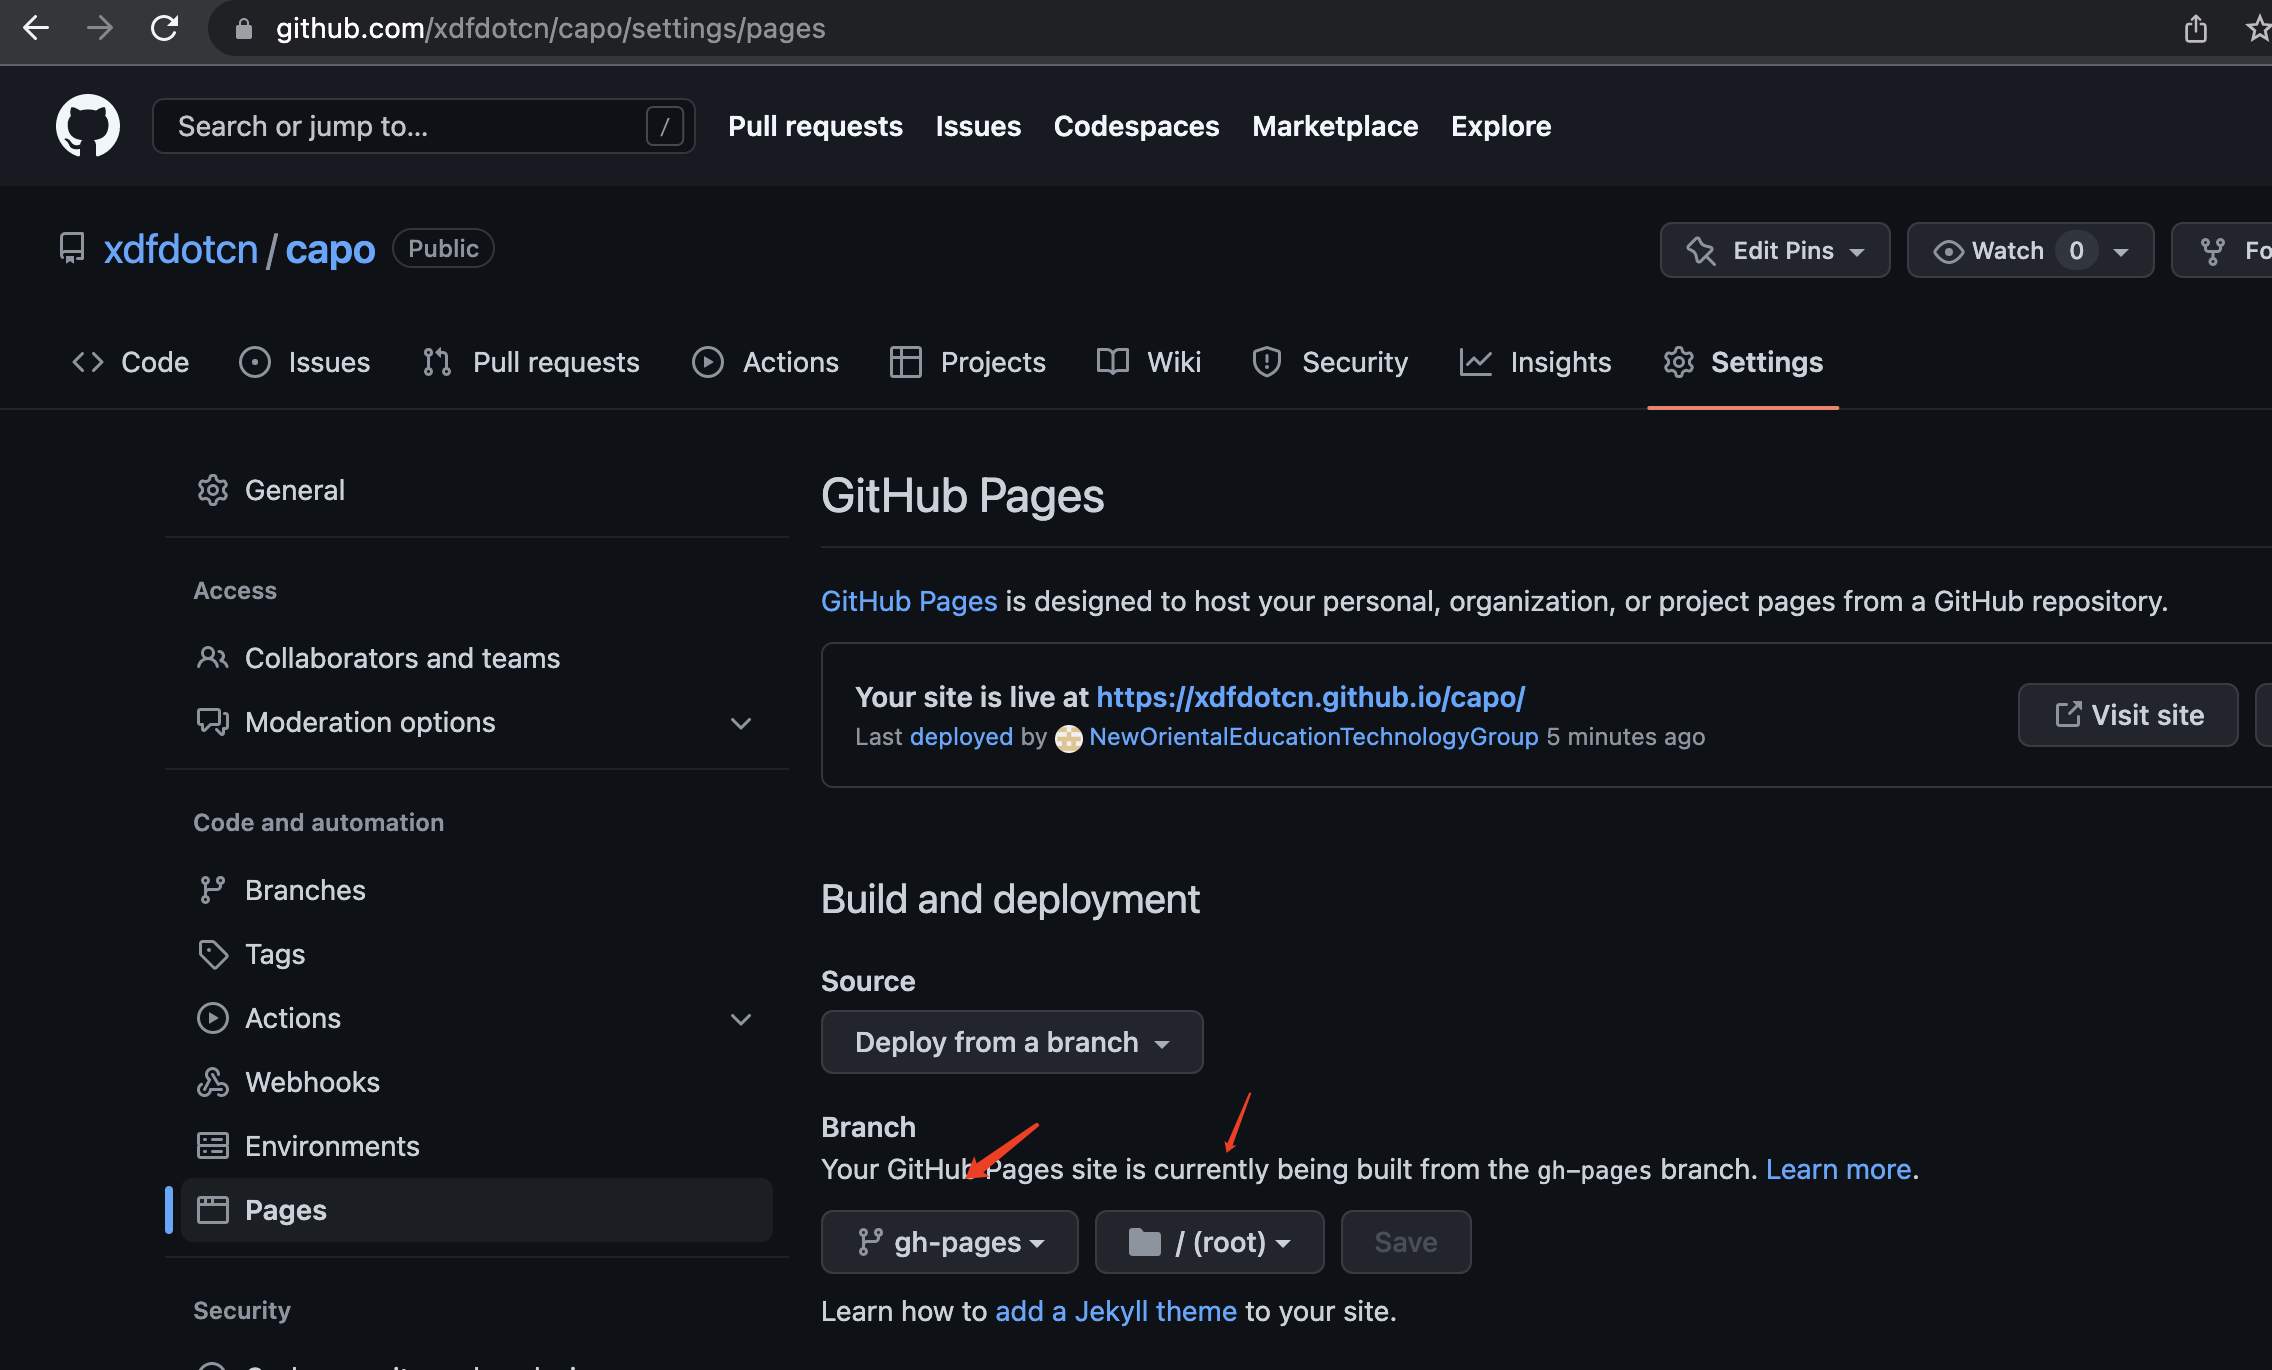 github.com/xdfdotcn/capo/settings/pages
Search or jump to... /
Pull requests Issues Codespaces Marketplace Explore
xdfdotcn / capo Public
Edit Pins Watch 0 Fo
Code Issues Pull requests Actions Projects Wiki Security Insights Settings
General
Access
Collaborators and teams
Moderation options
Code and automation
Branches
Tags
Actions
Webhooks
Environments
Pages
Security
GitHub Pages
GitHub Pages is designed to host your personal, organization, or project pages from a GitHub repository.
Your site is live at https://xdfdotcn.github.io/capo/
Last deployed by NewOrientalEducationTechnologyGroup 5 minutes ago
Visit site
Build and deployment
Source
Deploy from a branch
Branch
Your GitHub Pages site is currently being built from the gh-pages branch. Learn more.
gh-pages / (root) Save
Learn how to add a Jekyll theme to your site.